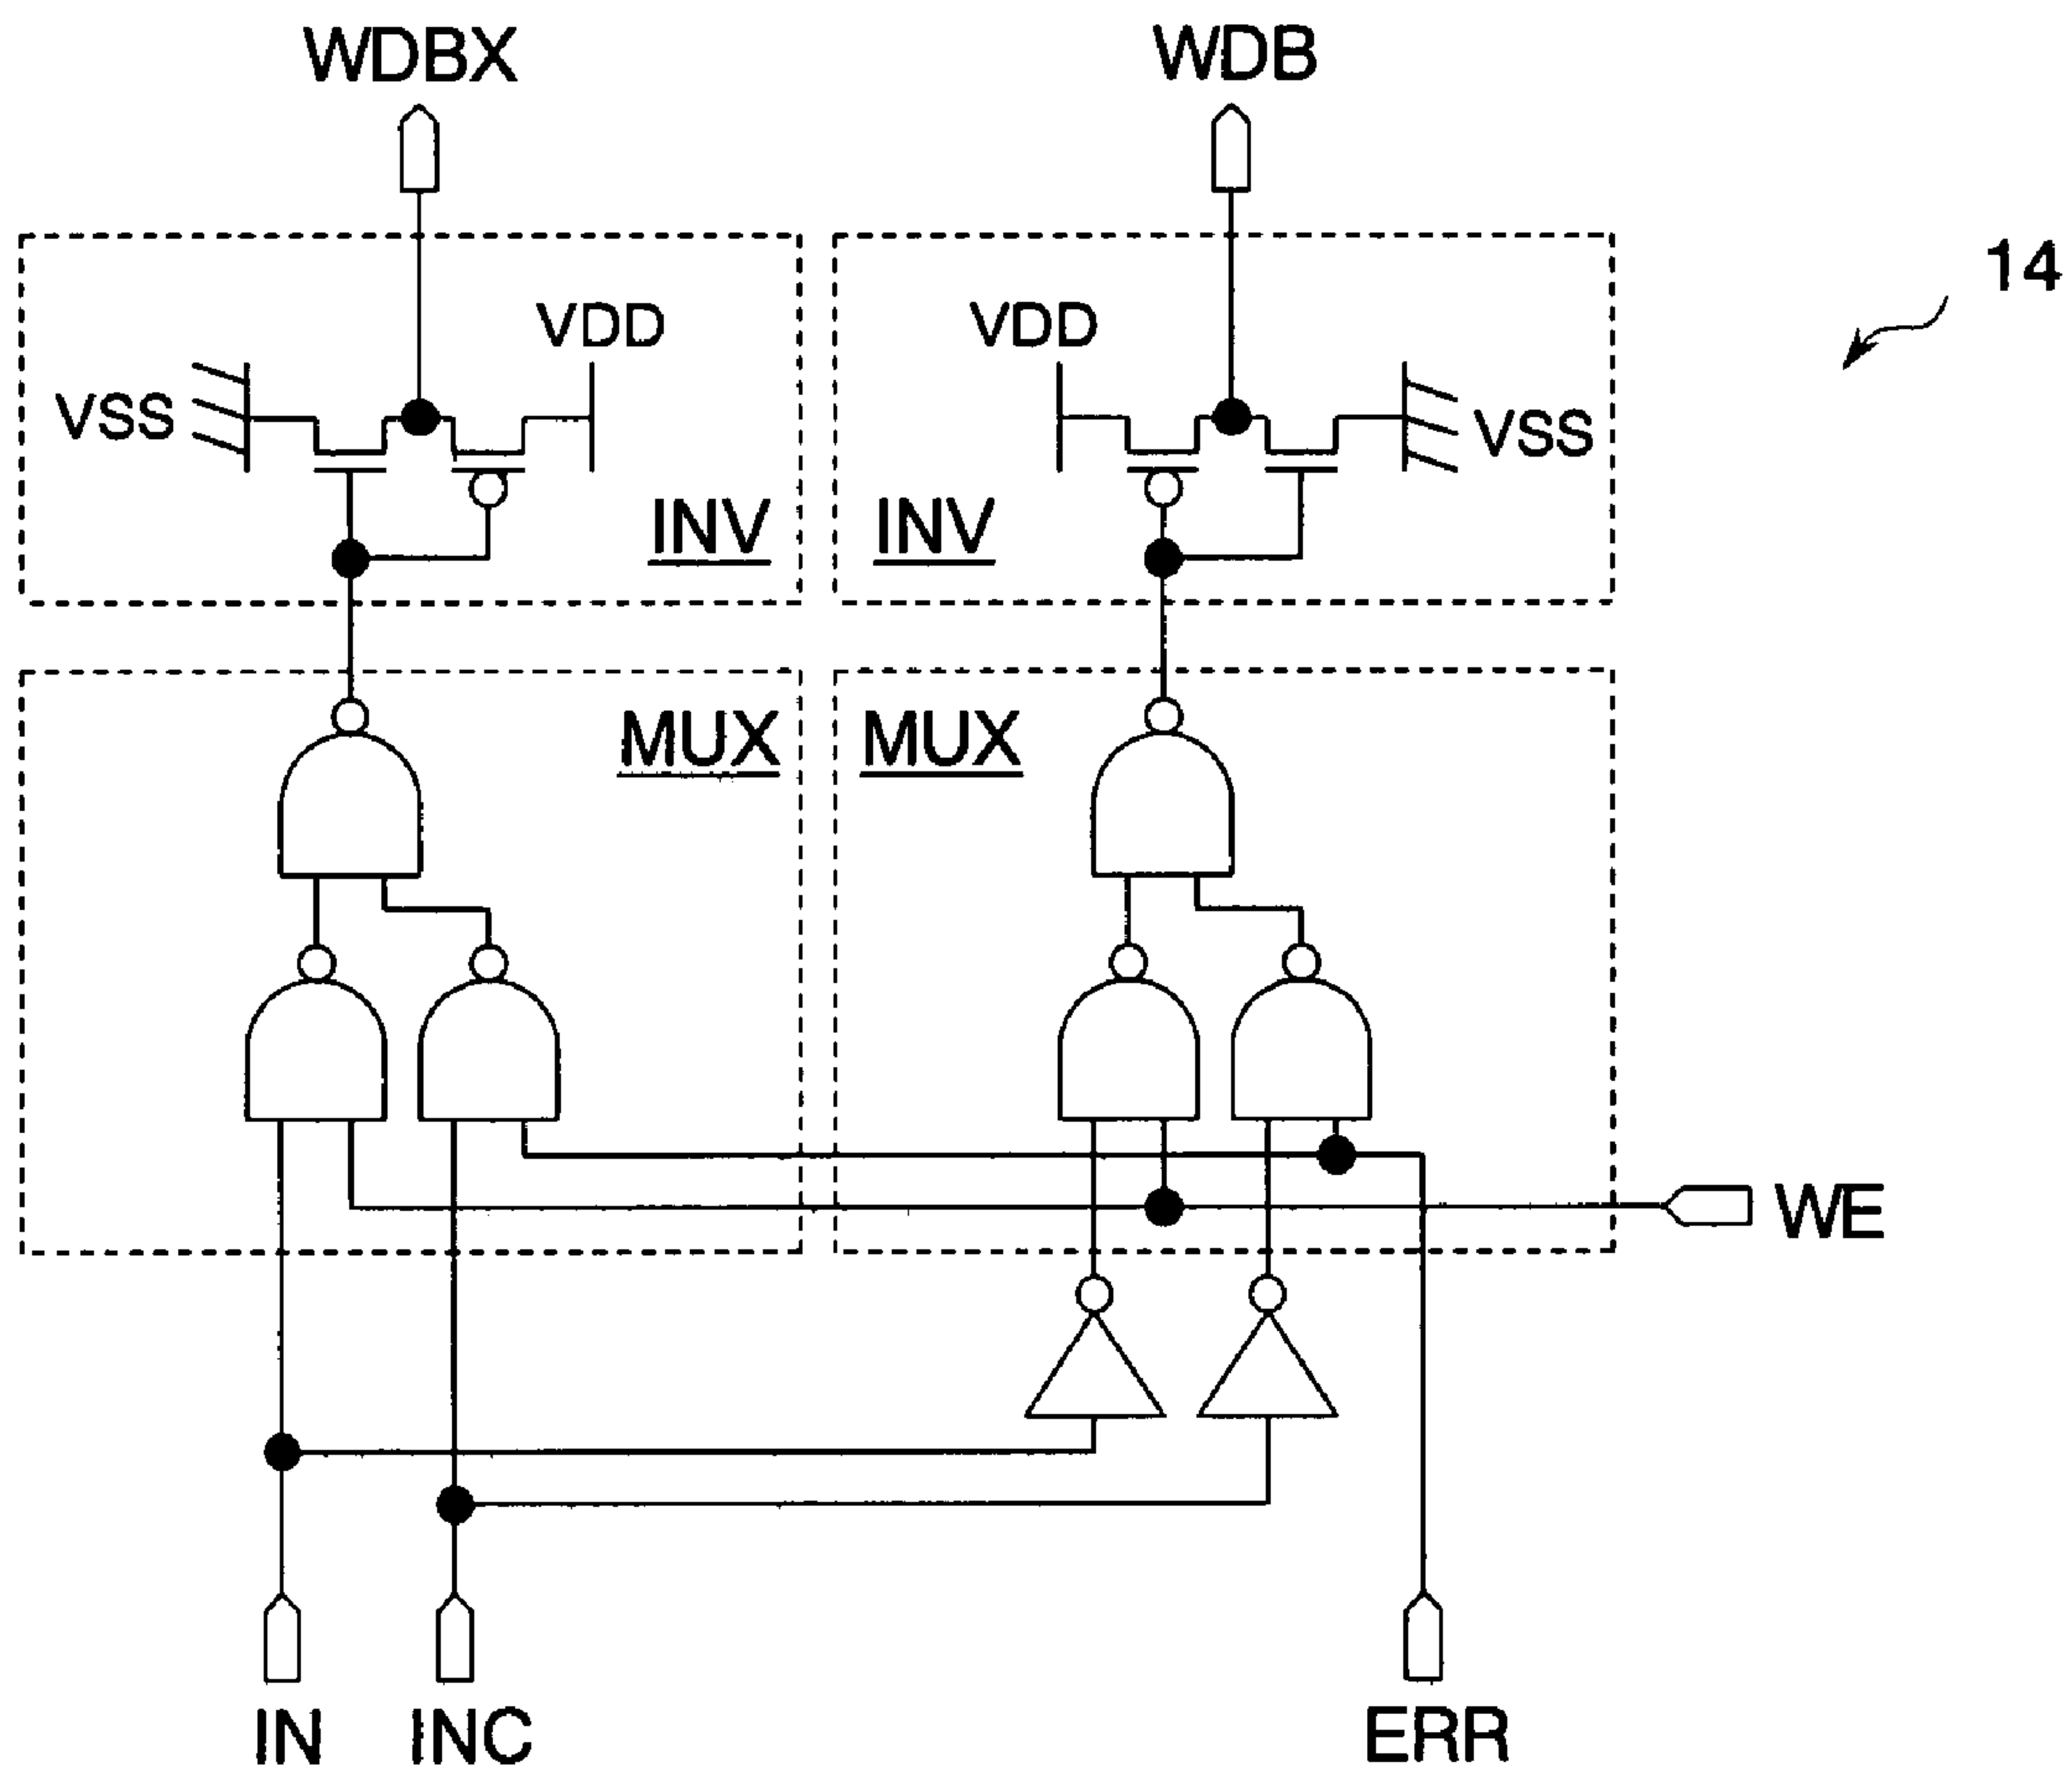 WDBX
WDB
14
VDD
VDD
VSS
VSS
INV
INV
MUX
MUX
WE
IN
INC
ERR